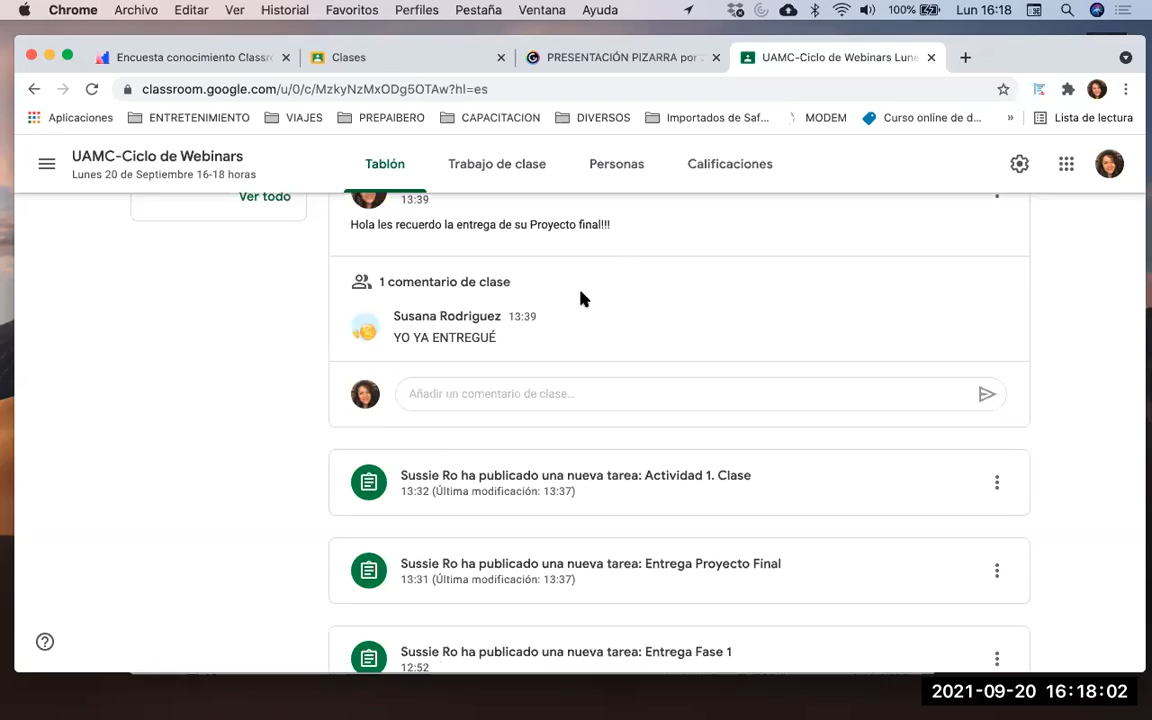 Chrome Archivo Editar Ver Historial Favoritos Perfiles Pestaña Ventana Ayuda 100% Lun 16:18
Encuesta conocimiento Classr
Clases
PRESENTACIÓN PIZARRA por
UAMC-Ciclo de Webinars Lune
classroom.google.com/u/0/c/MzkyNzMxODg5OTAw?hl=es
Aplicaciones ENTRETENIMIENTO VIAJES PREPAIBERO CAPACITACION DIVERSOS Importados de Saf... MODEM Curso online de d... » Lista de lectura
UAMC-Ciclo de Webinars
Lunes 20 de Septiembre 16-18 horas
Tablón Trabajo de clase Personas Calificaciones
Ver todo
13:39
Hola les recuerdo la entrega de su Proyecto final!!!
1 comentario de clase
Susana Rodriguez 13:39
YO YA ENTREGUÉ
Añadir un comentario de clase...
Sussie Ro ha publicado una nueva tarea: Actividad 1. Clase
13:32 (Última modificación: 13:37)
Sussie Ro ha publicado una nueva tarea: Entrega Proyecto Final
13:31 (Última modificación: 13:37)
Sussie Ro ha publicado una nueva tarea: Entrega Fase 1
12:52
2021-09-20 16:18:02